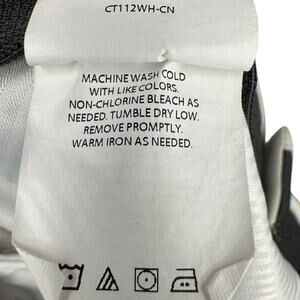 CT112WH-CN
MACHINE WASH COLD
WITH LIKE COLORS.
NON-CHLORINE BLEACH AS
NEEDED. TUMBLE DRY LOW.
REMOVE PROMPTLY.
WARM IRON AS NEEDED.